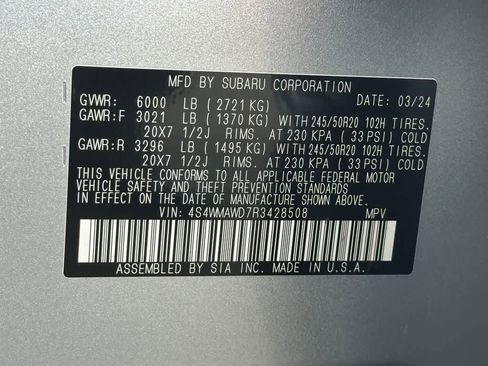 MFD BY SUBARU CORPORATION
GVWR: 6000 LB (2721 KG) DATE: 03/24
GAWR:F 3021 LB (1370 KG) WITH 245/50R20 102H TIRES.
20X7 1/2J RIMS. AT 230 KPA (33 PSI) COLD
GAWR:R 3296 LB (1495 KG) WITH 245/50R20 102H TIRES.
20X7 1/2J RIMS. AT 230 KPA (33 PSI) COLD
THIS VEHICLE CONFORMS TO ALL APPLICABLE FEDERAL MOTOR
VEHICLE SAFETY AND THEFT PREVENTION STANDARDS
IN EFFECT ON THE DATE OF MANUFACTURE SHOWN ABOVE.
VIN: 4S4WMAWD7R3428508 MPV
ASSEMBLED BY SIA INC. MADE IN U.S.A.